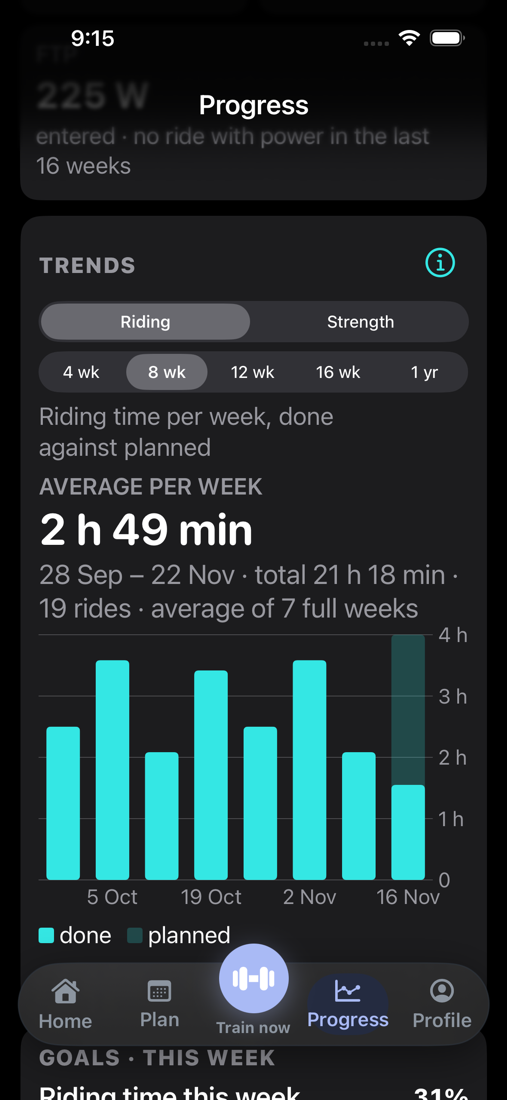 9:15
FTP
225 W
Progress
entered · no ride with power in the last
16 weeks
TRENDS
Riding
Strength
4 wk
8 wk
12 wk
16 wk
1 yr
Riding time per week, done
against planned
AVERAGE PER WEEK
2 h 49 min
28 Sep – 22 Nov · total 21 h 18 min ·
19 rides · average of 7 full weeks
4 h
3 h
2 h
1 h
0
5 Oct
19 Oct
2 Nov
16 Nov
done
planned
Home
Plan
Train now
Progress
Profile
GOALS · THIS WEEK
Riding time this week
31%